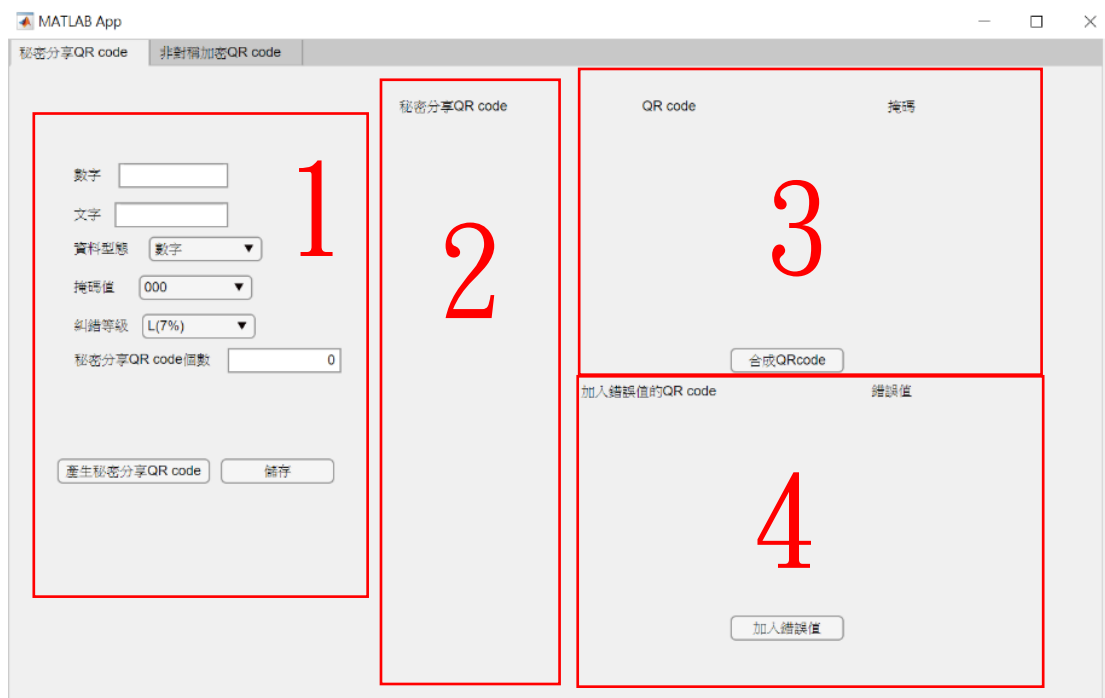 MATLAB App
秘密分享QR code 非對稱加密QR code
1
數字
文字
資料型態 數字
掩碼值 000
糾錯等級 L(7%)
秘密分享QR code個數 0
產生秘密分享QR code 儲存
秘密分享QR code
2
QR code 掩碼
3
合成QRcode
加入錯誤值的QR code 錯誤值
4
加入錯誤值